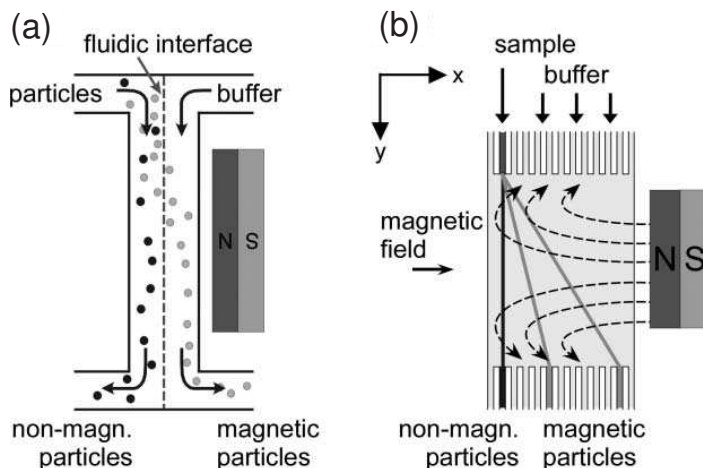 (a)
fluidic interface
particles
buffer
N S
non-magn.
particles
magnetic
particles
(b)
sample
buffer
x
y
magnetic
field
N S
non-magn.
particles
magnetic
particles